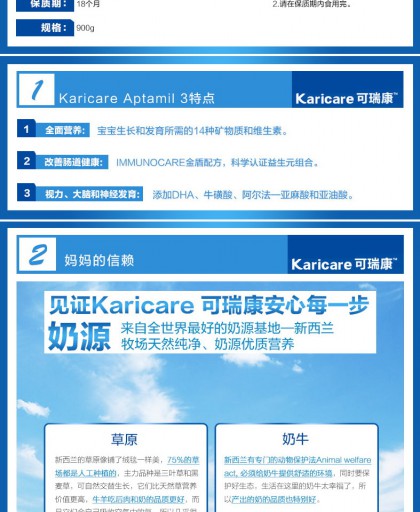 保质期： 18个月
2.请在保质期内食用完。
规格： 900g
1 Karicare Aptamil 3特点
Karicare 可瑞康™
1 全面营养： 宝宝生长和发育所需的14种矿物质和维生素。
2 改善肠道健康： IMMUNOCARE金盾配方，科学认证益生元组合。
3 视力、大脑和神经发育： 添加DHA、牛磺酸、阿尔法—亚麻酸和亚油酸。
2 妈妈的信赖
Karicare 可瑞康™
见证Karicare 可瑞康安心每一步
奶源 来自全世界最好的奶源基地—新西兰
牧场天然纯净、奶源优质营养
草原
新西兰的草原像铺了绒毯一样美，75%的草
场都是人工种植的，主力品种是三叶草和黑
麦草，可自然交替生长，它们比天然草营养
价值更高，牛羊吃后肉和奶的品质更好，而
奶牛
新西兰有专门的动物保护法Animal welfare
act, 必须给奶牛提供舒适的环境，同时要保
护好生态，生活在这里的奶牛太幸福了，所
以产出的奶的品质也特别好。